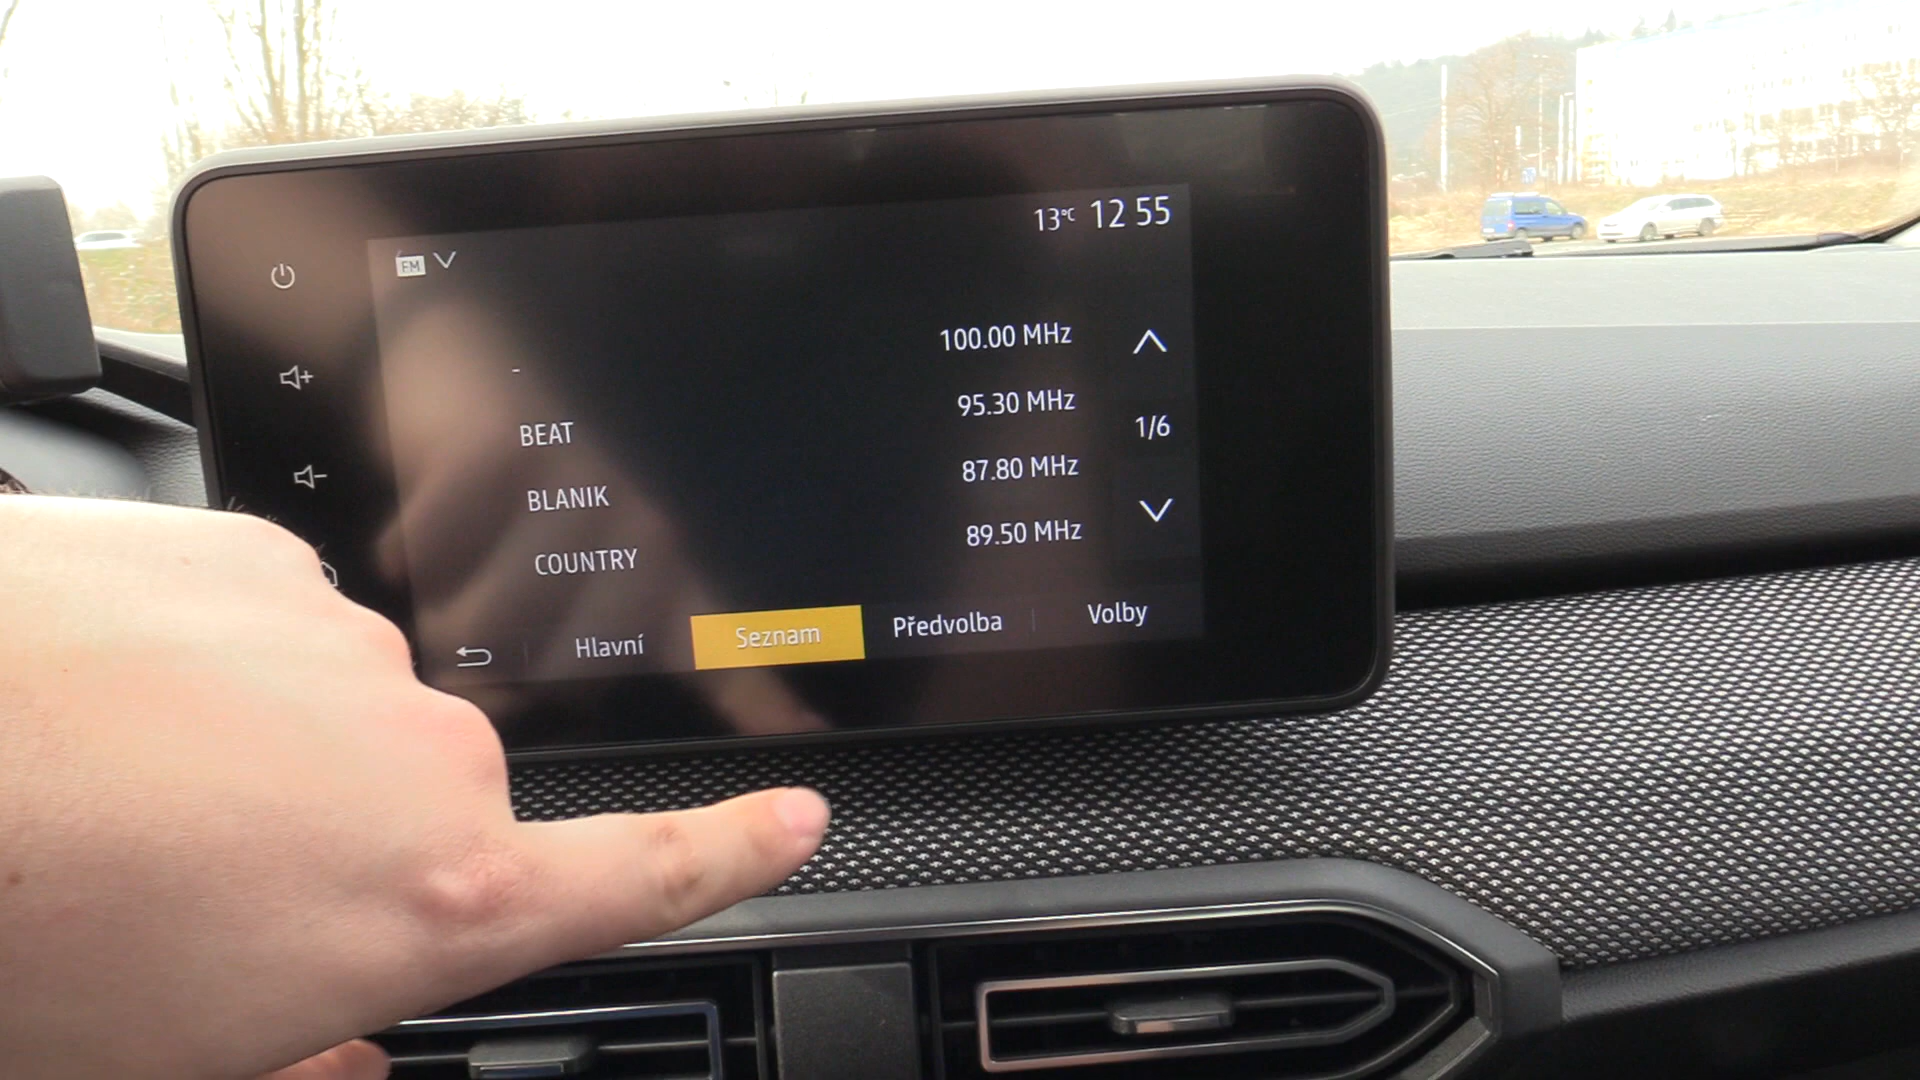 13°C 12 55
FM
- 100.00 MHz
BEAT 95.30 MHz
1/6
BLANIK 87.80 MHz
COUNTRY 89.50 MHz
Hlavní Seznam Předvolba Volby